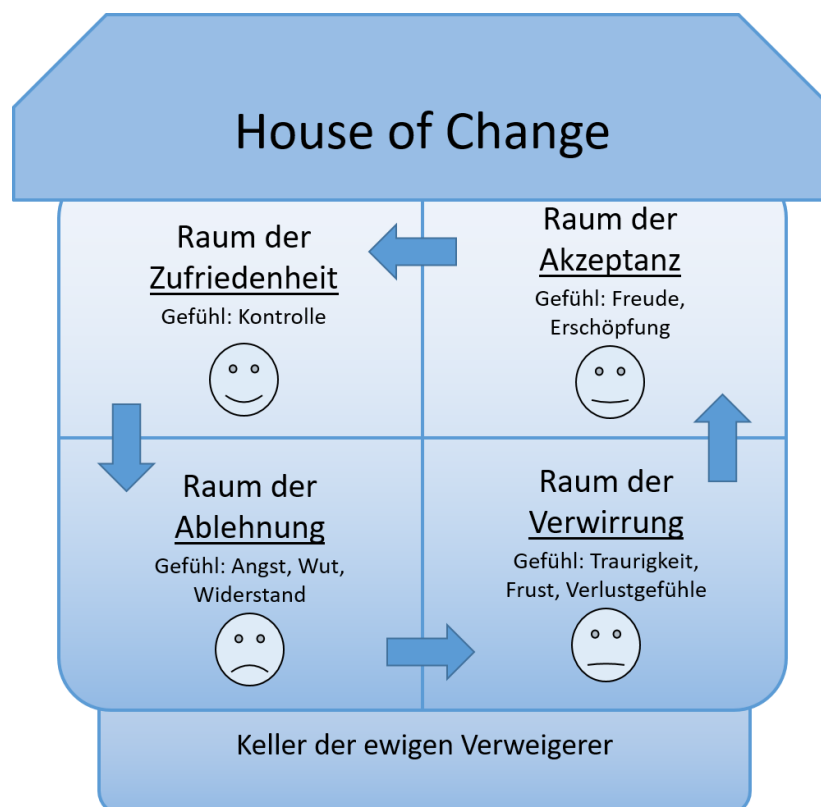 House of Change
Raum der
Zufriedenheit
Gefühl: Kontrolle
Raum der
Akzeptanz
Gefühl: Freude,
Erschöpfung
Raum der
Ablehnung
Gefühl: Angst, Wut,
Widerstand
Raum der
Verwirrung
Gefühl: Traurigkeit,
Frust, Verlustgefühle
Keller der ewigen Verweigerer